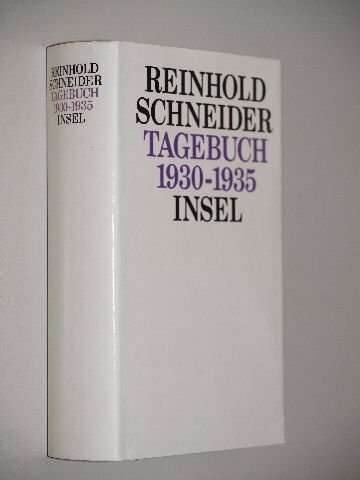 REINHOLD
SCHNEIDER
TAGEBUCH
1930-1935
INSEL
REINHOLD
SCHNEIDER
TAGEBUCH
1930-1935
INSEL